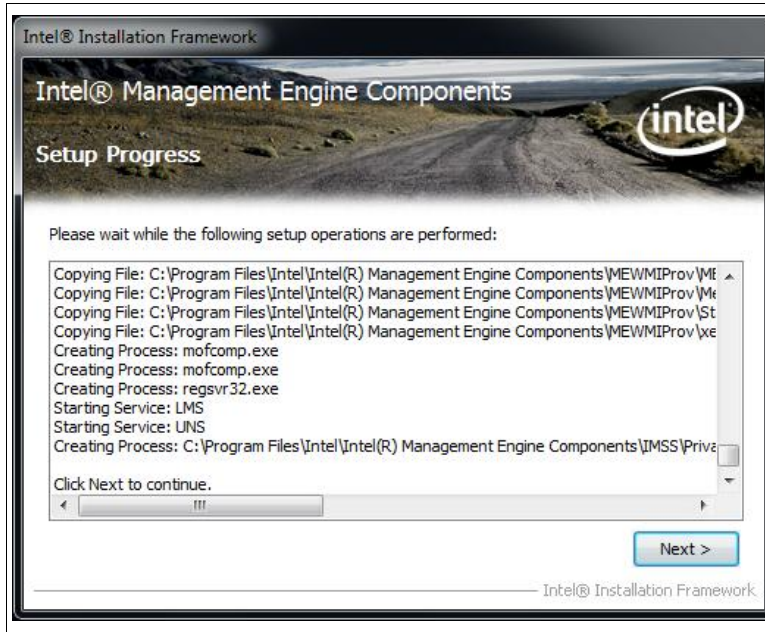 Intel® Installation Framework
Intel® Management Engine Components
intel
Setup Progress
Please wait while the following setup operations are performed:
Copying File: C:\Program Files\Intel\Intel(R) Management Engine Components\MEWMIProv\ME
Copying File: C:\Program Files\Intel\Intel(R) Management Engine Components\MEWMIProv\Me
Copying File: C:\Program Files\Intel\Intel(R) Management Engine Components\MEWMIProv\St
Copying File: C:\Program Files\Intel\Intel(R) Management Engine Components\MEWMIProv\xe
Creating Process: mofcomp.exe
Creating Process: mofcomp.exe
Creating Process: regsvr32.exe
Starting Service: LMS
Starting Service: UNS
Creating Process: C:\Program Files\Intel\Intel(R) Management Engine Components\IMSS\Priva
Click Next to continue.
Next >
Intel® Installation Framework